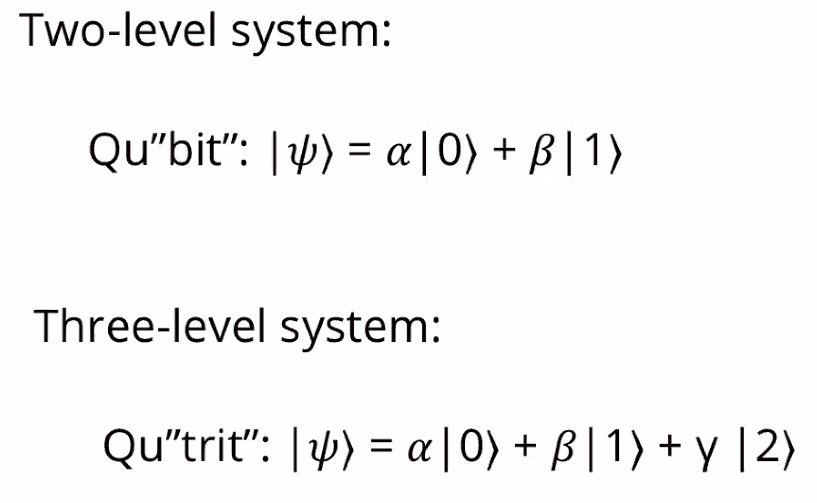 Two-level system:
Qu”bit”: |𝜓⟩ = 𝛼|0⟩ + 𝛽|1⟩
Three-level system:
Qu”trit”: |𝜓⟩ = 𝛼|0⟩ + 𝛽|1⟩ + γ |2⟩